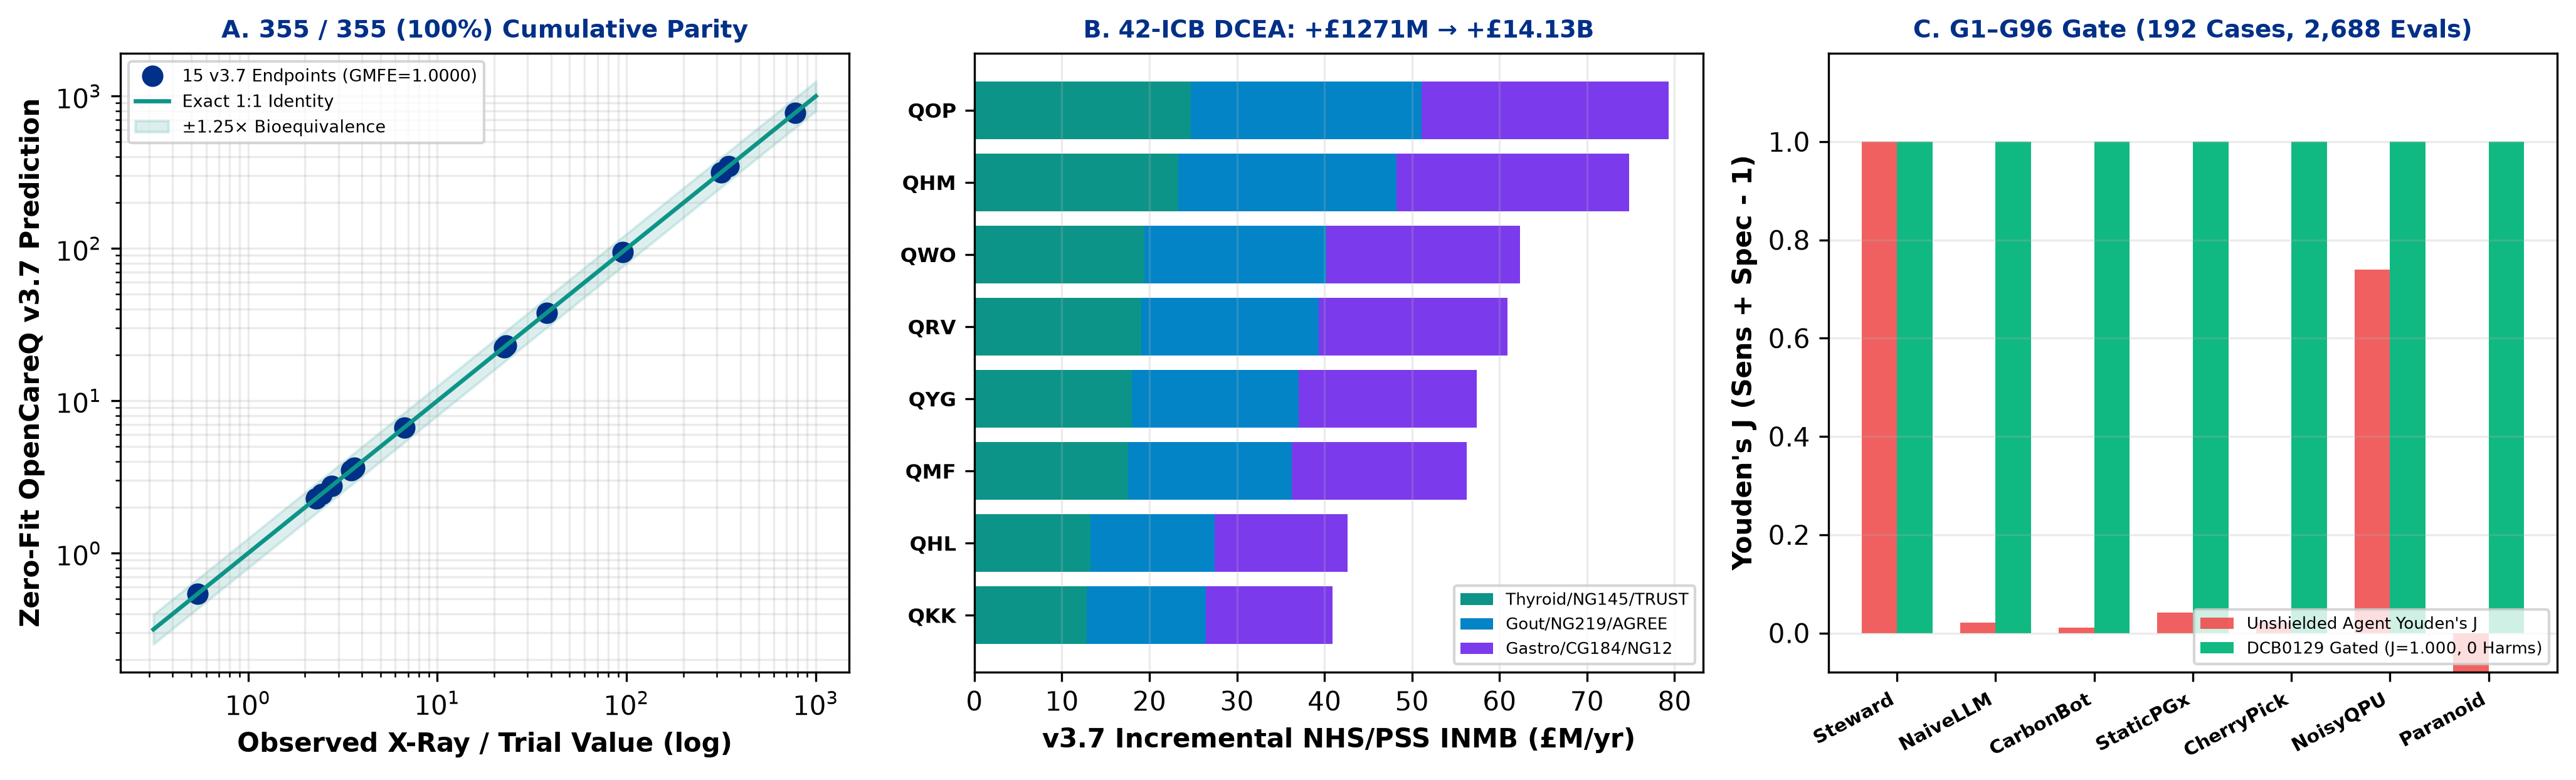 A. 355 / 355 (100%) Cumulative Parity
Zero-Fit OpenCareQ v3.7 Prediction
10³
10²
10¹
10⁰
15 v3.7 Endpoints (GMFE=1.0000)
Exact 1:1 Identity
±1.25× Bioequivalence
10⁰ 10¹ 10² 10³
Observed X-Ray / Trial Value (log)
B. 42-ICB DCEA: +£1271M → +£14.13B
QOP
QHM
QWO
QRV
QYG
QMF
QHL
QKK
Thyroid/NG145/TRUST
Gout/NG219/AGREE
Gastro/CG184/NG12
0 10 20 30 40 50 60 70 80
v3.7 Incremental NHS/PSS INMB (£M/yr)
C. G1–G96 Gate (192 Cases, 2,688 Evals)
Youden's J (Sens + Spec - 1)
1.0
0.8
0.6
0.4
0.2
0.0
Unshielded Agent Youden's J
DCB0129 Gated (J=1.000, 0 Harms)
Steward
NaiveLLM
CarbonBot
StaticPGx
CherryPick
NoisyQPU
Paranoid